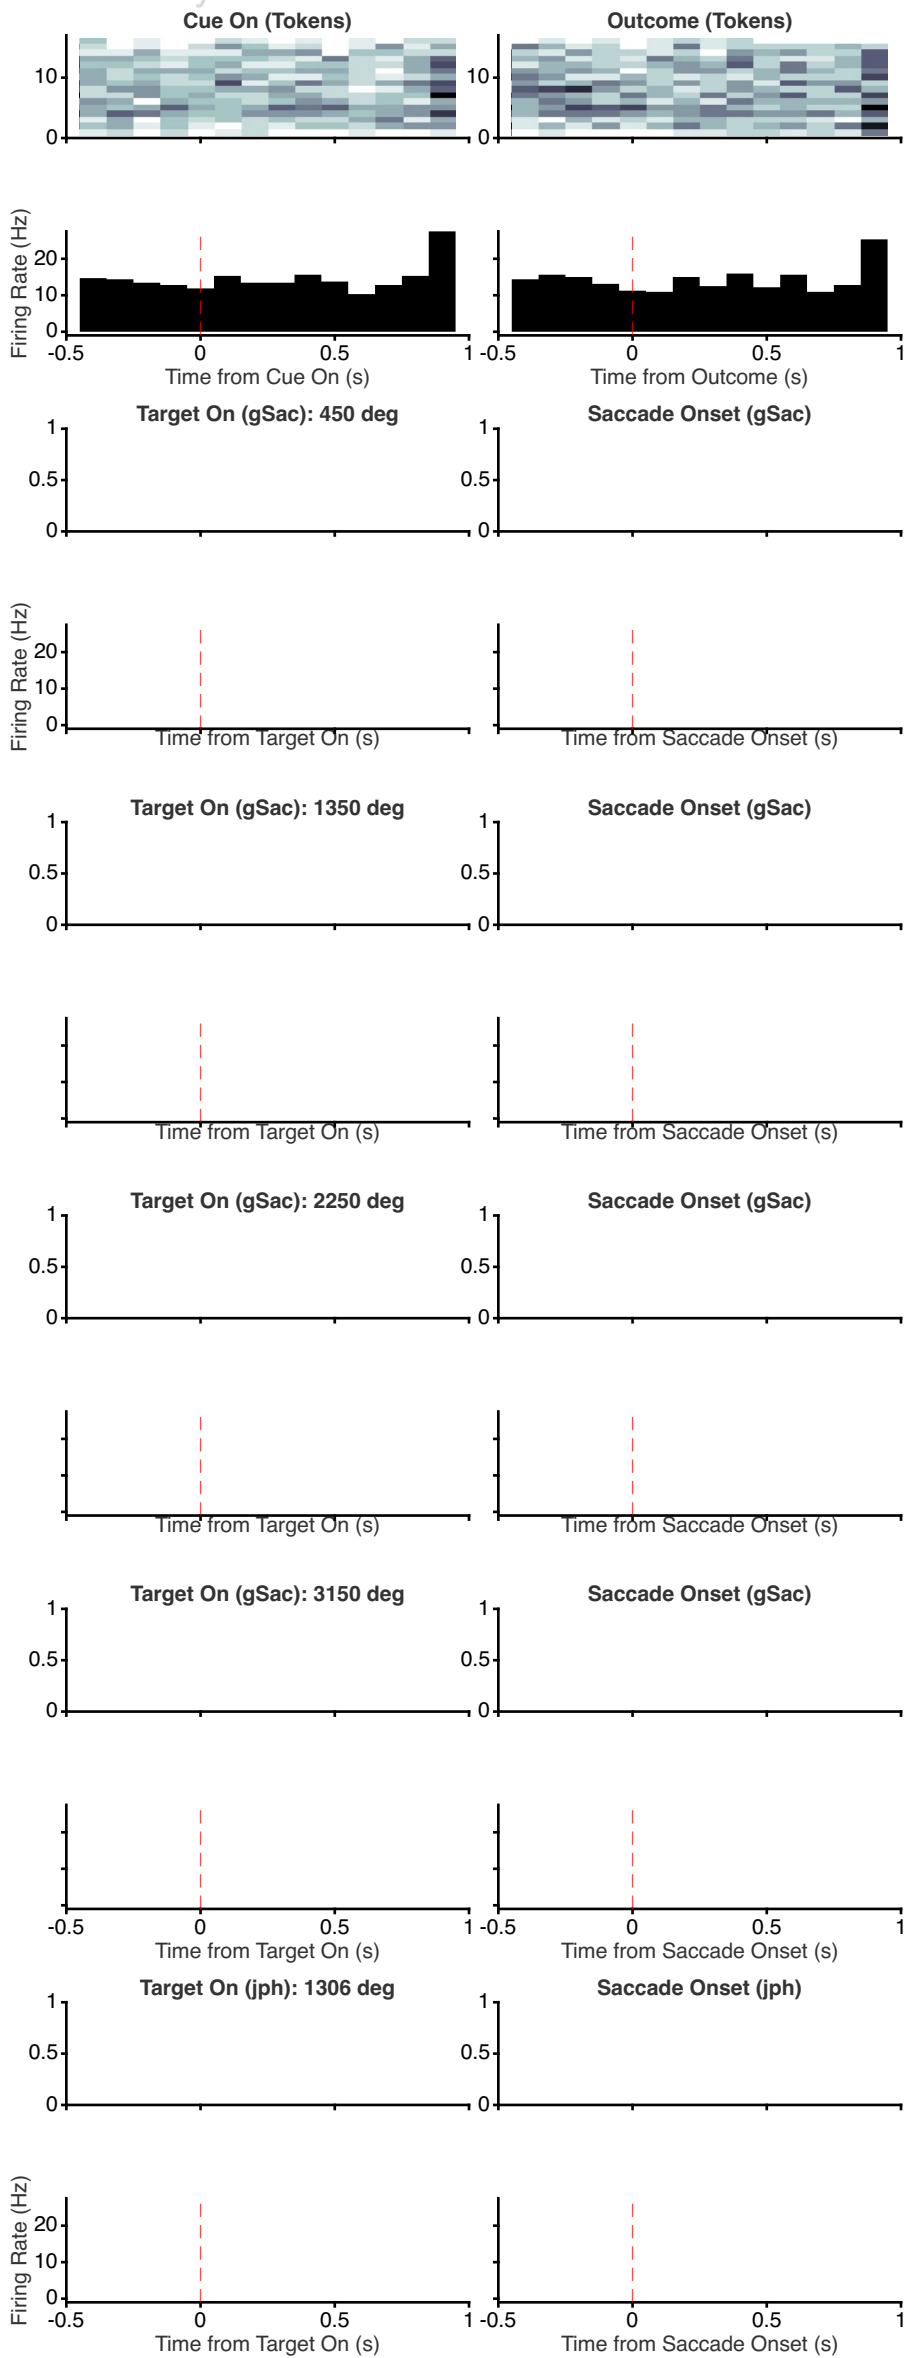 Cue On (Tokens) Outcome (Tokens)
10 10
0 0
Firing Rate (Hz)
20
10
0
-0.5 0 0.5 1 -0.5 0 0.5 1
Time from Cue On (s) Time from Outcome (s)
Target On (gSac): 450 deg Saccade Onset (gSac)
1 1
0.5 0.5
0 0
Firing Rate (Hz)
20
10
0
Time from Target On (s) Time from Saccade Onset (s)
Target On (gSac): 1350 deg Saccade Onset (gSac)
1 1
0.5 0.5
0 0
Time from Target On (s) Time from Saccade Onset (s)
Target On (gSac): 2250 deg Saccade Onset (gSac)
1 1
0.5 0.5
0 0
Time from Target On (s) Time from Saccade Onset (s)
Target On (gSac): 3150 deg Saccade Onset (gSac)
1 1
0.5 0.5
0 0
-0.5 0 0.5 1 -0.5 0 0.5 1
Time from Target On (s) Time from Saccade Onset (s)
Target On (jph): 1306 deg Saccade Onset (jph)
1 1
0.5 0.5
0 0
Firing Rate (Hz)
20
10
0
-0.5 0 0.5 1 -0.5 0 0.5 1
Time from Target On (s) Time from Saccade Onset (s)